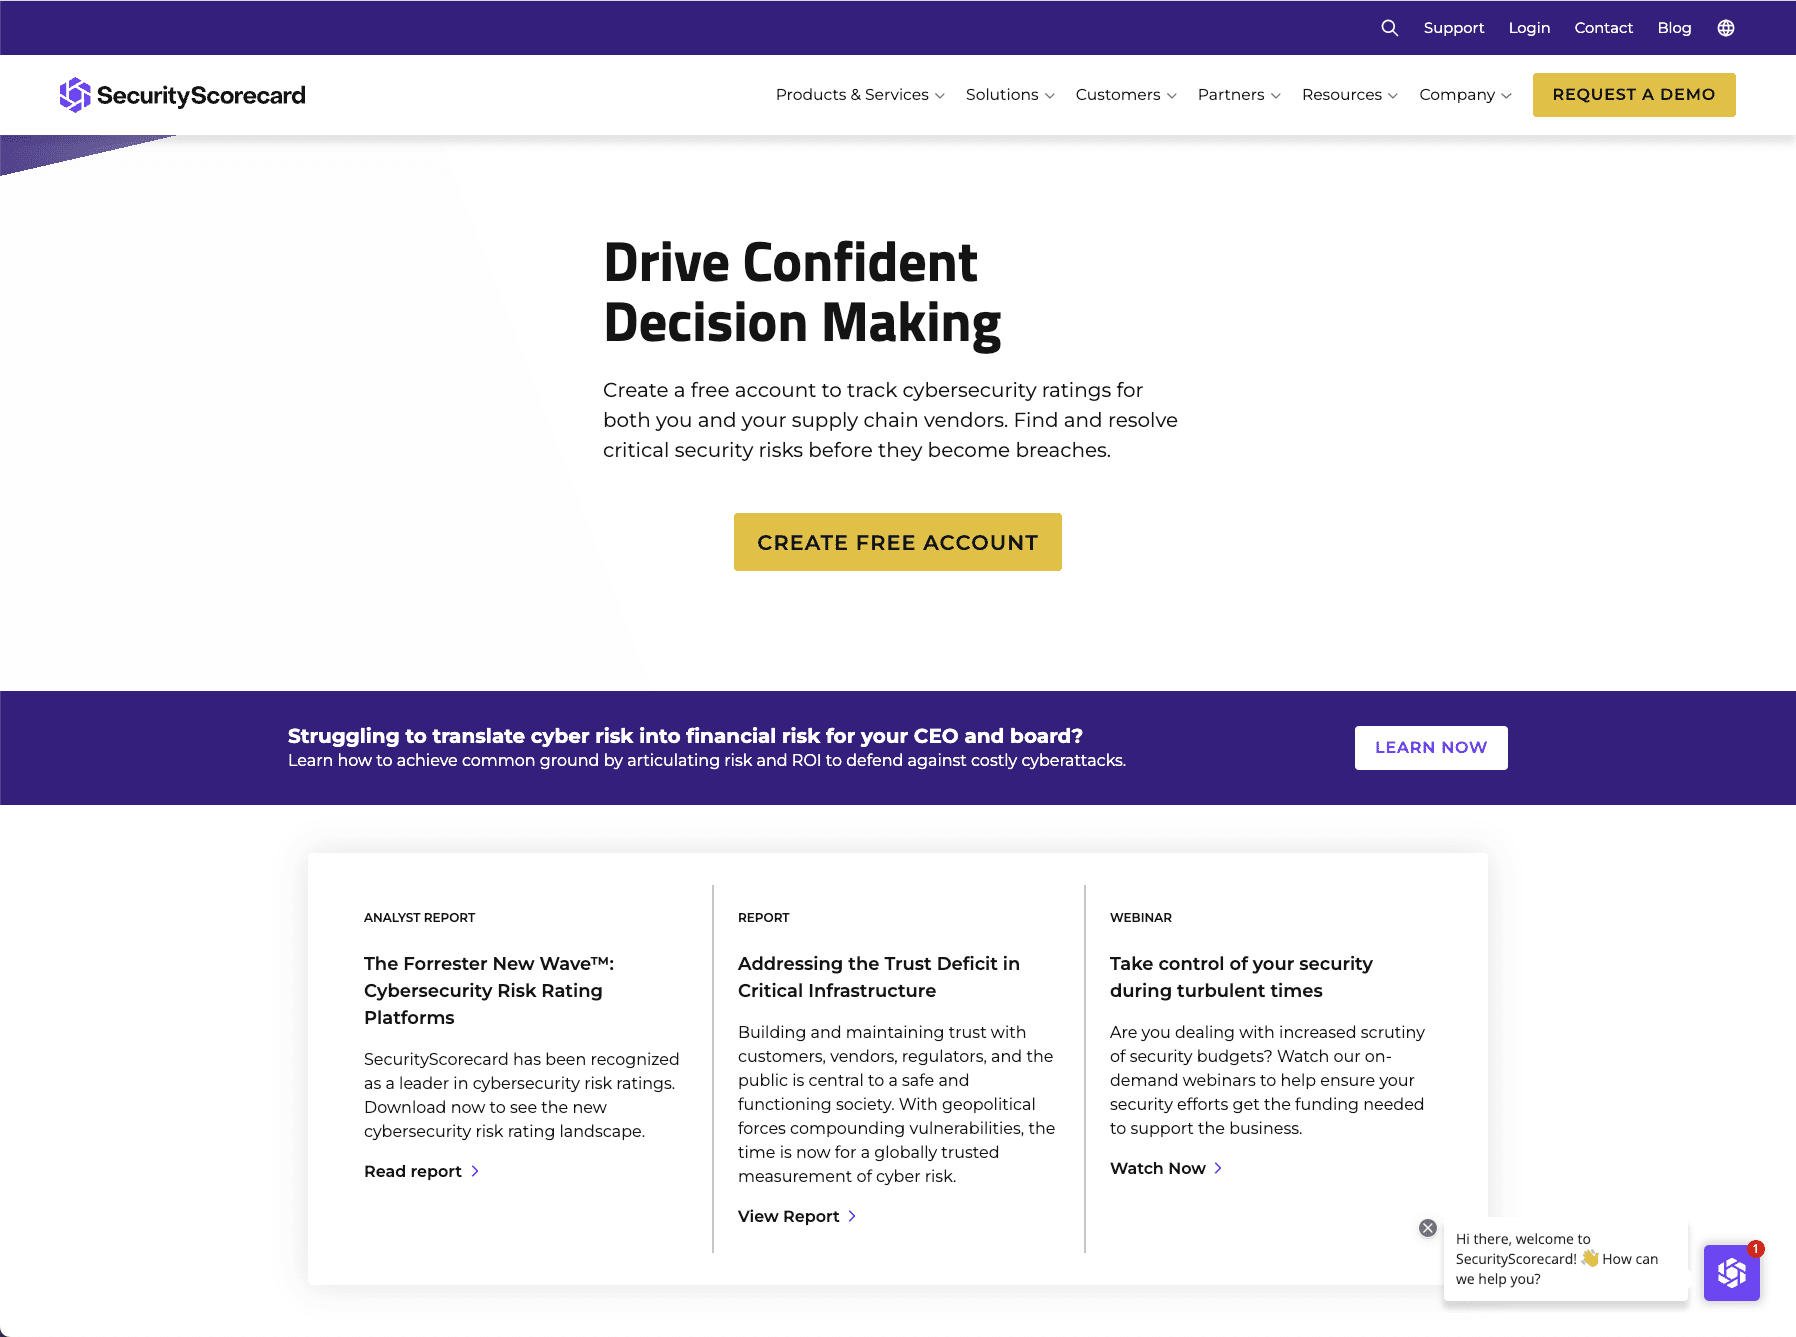 Support Login Contact Blog
SecurityScorecard
Products & Services Solutions Customers Partners Resources Company REQUEST A DEMO
Drive Confident
Decision Making
Create a free account to track cybersecurity ratings for
both you and your supply chain vendors. Find and resolve
critical security risks before they become breaches.
CREATE FREE ACCOUNT
Struggling to translate cyber risk into financial risk for your CEO and board?
Learn how to achieve common ground by articulating risk and ROI to defend against costly cyberattacks.
LEARN NOW
ANALYST REPORT
The Forrester New Wave™:
Cybersecurity Risk Rating
Platforms
SecurityScorecard has been recognized
as a leader in cybersecurity risk ratings.
Download now to see the new
cybersecurity risk rating landscape.
Read report
REPORT
Addressing the Trust Deficit in
Critical Infrastructure
Building and maintaining trust with
customers, vendors, regulators, and the
public is central to a safe and
functioning society. With geopolitical
forces compounding vulnerabilities, the
time is now for a globally trusted
measurement of cyber risk.
View Report
WEBINAR
Take control of your security
during turbulent times
Are you dealing with increased scrutiny
of security budgets? Watch our on-
demand webinars to help ensure your
security efforts get the funding needed
to support the business.
Watch Now
Hi there, welcome to
SecurityScorecard! 👋 How can
we help you?
1